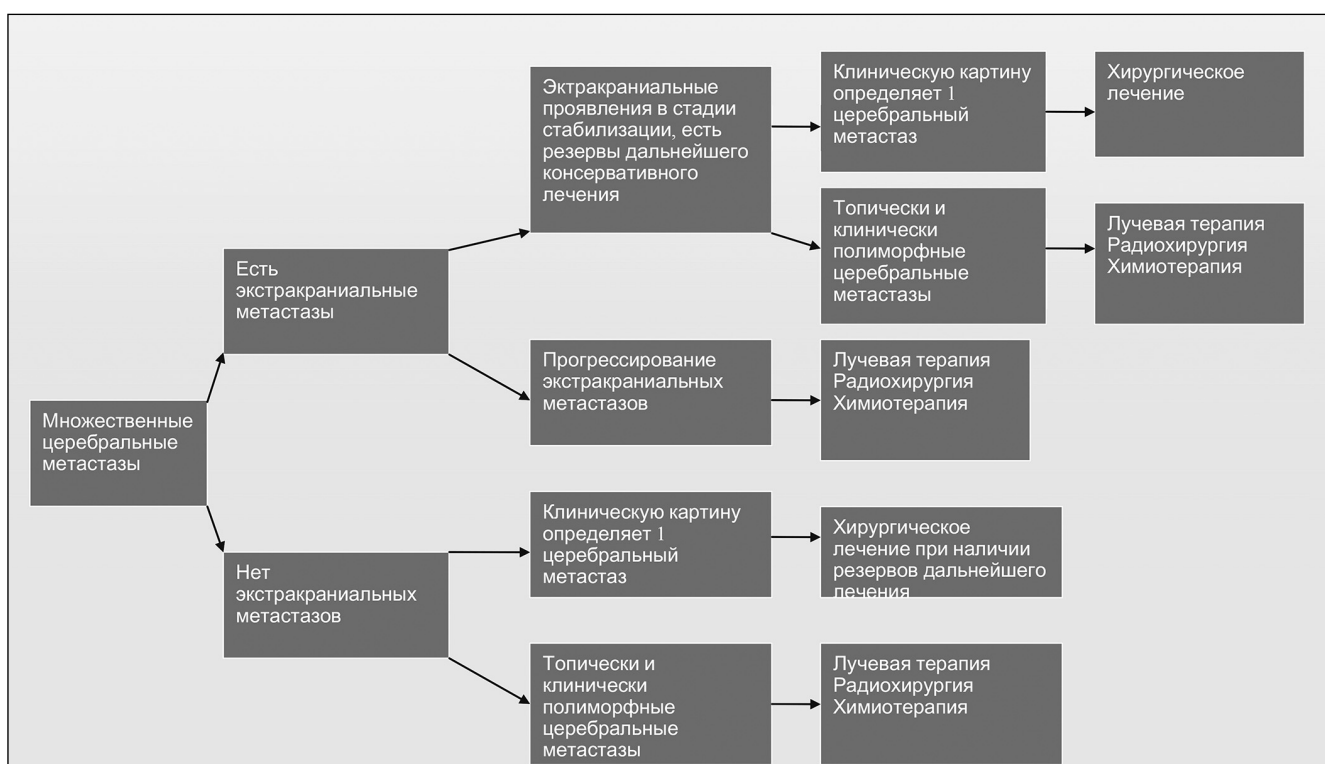 Множественные
церебральные
метастазы
Есть
экстракраниальные
метастазы
Эктракраниальные
проявления в стадии
стабилизации, есть
резервы дальнейшего
консервативного
лечения
Клиническую картину
определяет 1
церебральный
метастаз
Хирургическое
лечение
Топически и
клинически
полиморфные
церебральные
метастазы
Лучевая терапия
Радиохирургия
Химиотерапия
Прогрессирование
экстракраниальных
метастазов
Лучевая терапия
Радиохирургия
Химиотерапия
Нет
экстракраниальных
метастазов
Клиническую картину
определяет 1
церебральный
метастаз
Хирургическое
лечение при наличии
резервов дальнейшего
лечения
Топически и
клинически
полиморфные
церебральные
метастазы
Лучевая терапия
Радиохирургия
Химиотерапия